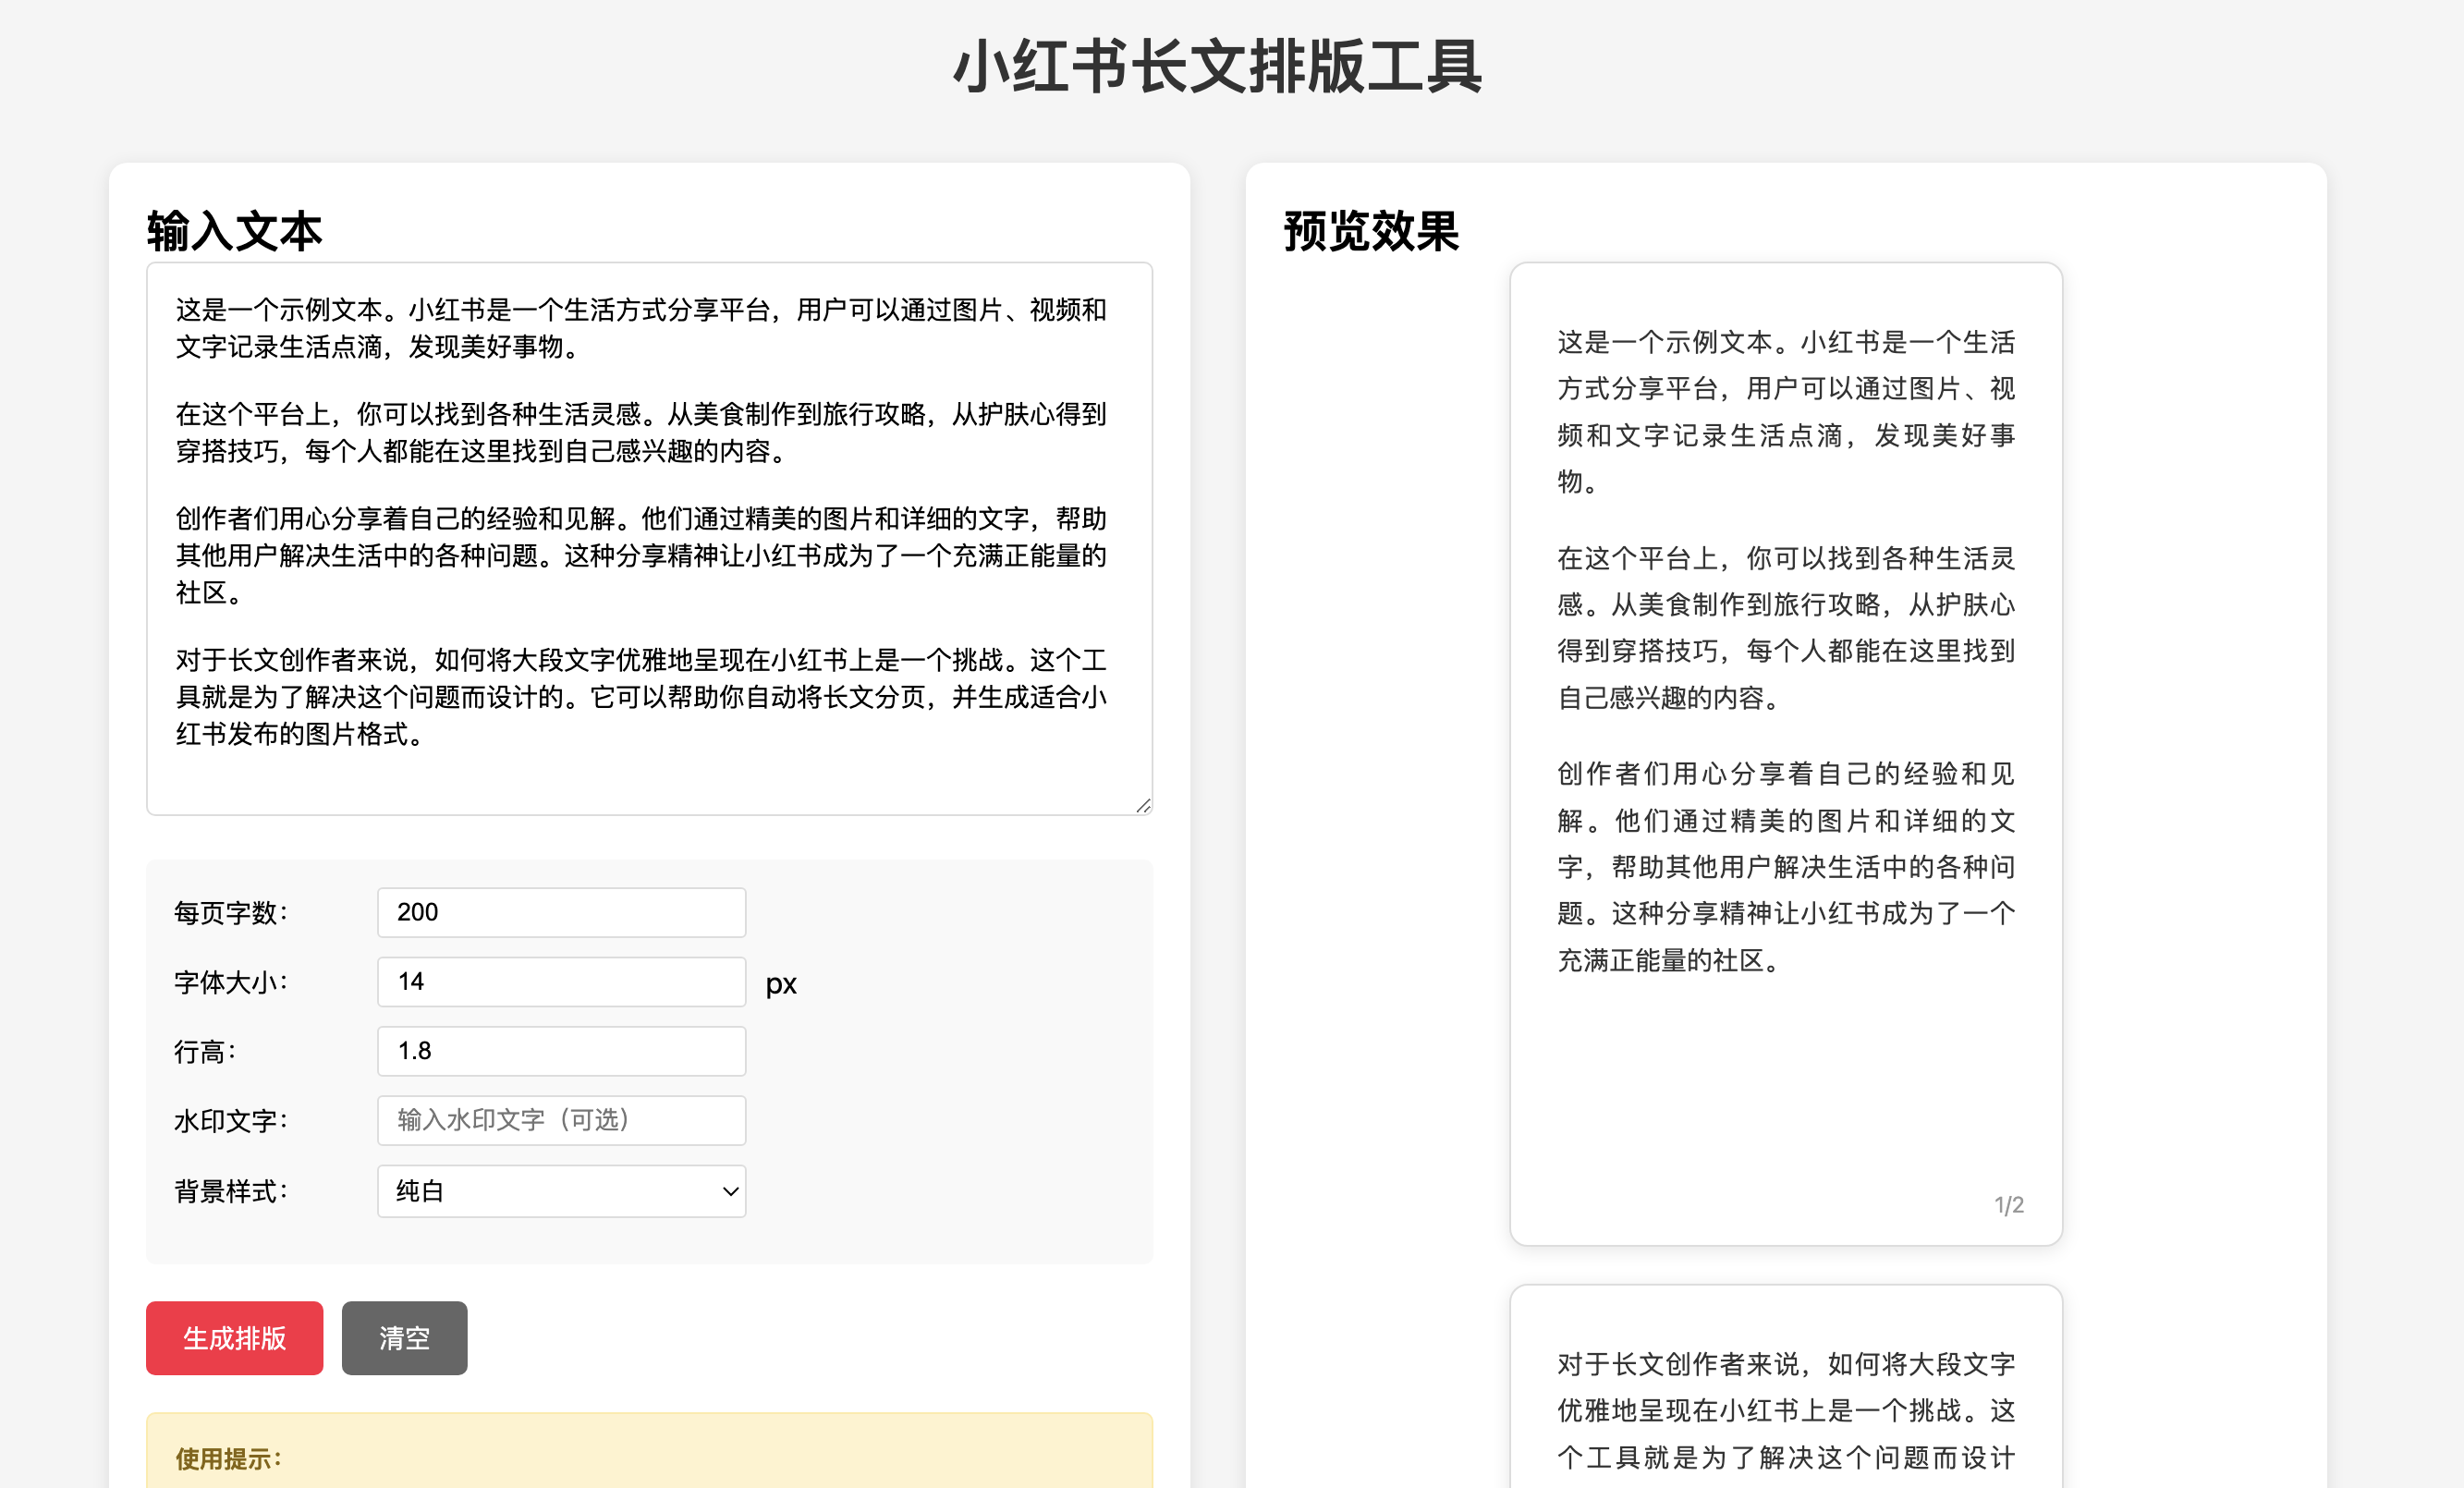 小红书长文排版工具
输入文本
这是一个示例文本。小红书是一个生活方式分享平台，用户可以通过图片、视频和
文字记录生活点滴，发现美好事物。
在这个平台上，你可以找到各种生活灵感。从美食制作到旅行攻略，从护肤心得到
穿搭技巧，每个人都能在这里找到自己感兴趣的内容。
创作者们用心分享着自己的经验和见解。他们通过精美的图片和详细的文字，帮助
其他用户解决生活中的各种问题。这种分享精神让小红书成为了一个充满正能量的
社区。
对于长文创作者来说，如何将大段文字优雅地呈现在小红书上是一个挑战。这个工
具就是为了解决这个问题而设计的。它可以帮助你自动将长文分页，并生成适合小
红书发布的图片格式。
每页字数： 200
字体大小： 14 px
行高： 1.8
水印文字： 输入水印文字（可选）
背景样式： 纯白
生成排版 清空
使用提示：
预览效果
这是一个示例文本。小红书是一个生活
方式分享平台，用户可以通过图片、视
频和文字记录生活点滴，发现美好事
物。
在这个平台上，你可以找到各种生活灵
感。从美食制作到旅行攻略，从护肤心
得到穿搭技巧，每个人都能在这里找到
自己感兴趣的内容。
创作者们用心分享着自己的经验和见
解。他们通过精美的图片和详细的文
字，帮助其他用户解决生活中的各种问
题。这种分享精神让小红书成为了一个
充满正能量的社区。
1/2
对于长文创作者来说，如何将大段文字
优雅地呈现在小红书上是一个挑战。这
个工具就是为了解决这个问题而设计